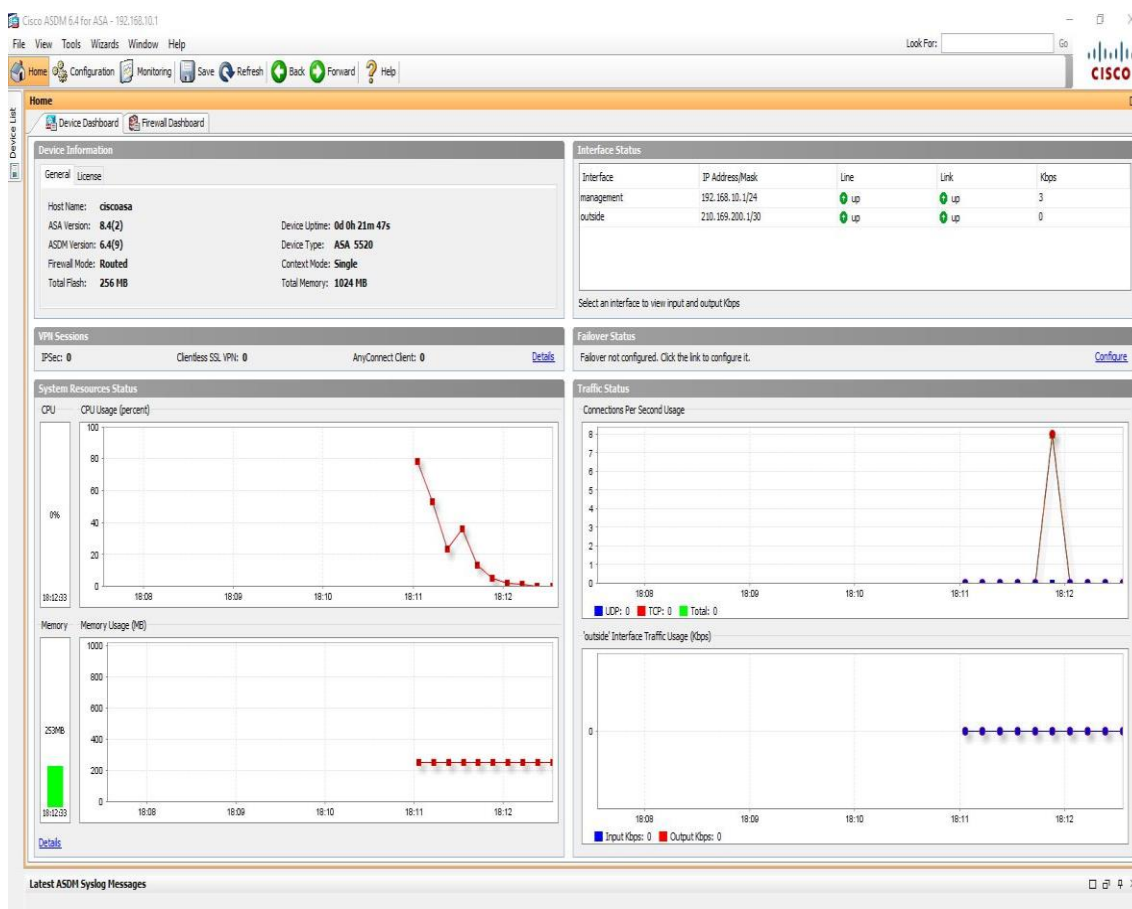 Cisco ASDM 6.4 for ASA - 192.168.10.1
File View Tools Wizards Window Help
Look For:
Go
Home Configuration Monitoring Save Refresh Back Forward Help
CISCO
Device List
Home
Device Dashboard Firewall Dashboard
Device Information
General License
Host Name: ciscoasa
ASA Version: 8.4(2) Device Uptime: 0d 0h 21m 47s
ASDM Version: 6.4(9) Device Type: ASA 5520
Firewall Mode: Routed Context Mode: Single
Total Flash: 256 MB Total Memory: 1024 MB
Interface Status
Interface IP Address/Mask Line Link Kbps
management 192.168.10.1/24 up up 3
outside 210.169.200.1/30 up up 0
Select an interface to view input and output Kbps
VPN Sessions
IPSec: 0 Clientless SSL VPN: 0 AnyConnect Client: 0 Details
Failover Status
Failover not configured. Click the link to configure it. Configure
System Resources Status
CPU CPU Usage (percent)
100
80
60
40
20
0
0%
18:12:33
18:08 18:09 18:10 18:11 18:12
Memory Memory Usage (MB)
1000
800
600
400
200
0
253MB
18:12:33
18:08 18:09 18:10 18:11 18:12
Details
Traffic Status
Connections Per Second Usage
8
7
6
5
4
3
2
1
0
18:08 18:09 18:10 18:11 18:12
UDP: 0 TCP: 0 Total: 0
'outside' Interface Traffic Usage (Kbps)
0
18:08 18:09 18:10 18:11 18:12
Input Kbps: 0 Output Kbps: 0
Latest ASDM Syslog Messages